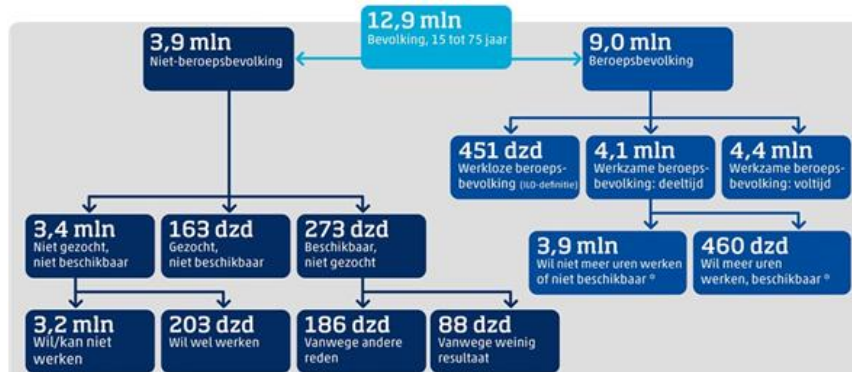 12,9 mln
Bevolking, 15 tot 75 jaar
3,9 mln
Niet-beroepsbevolking
9,0 mln
Beroepsbevolking
451 dzd
Werkloze beroeps-
bevolking (ILO-definitie)
4,1 mln
Werkzame beroeps-
bevolking: deeltijd
4,4 mln
Werkzame beroeps-
bevolking: voltijd
3,4 mln
Niet gezocht,
niet beschikbaar
163 dzd
Gezocht,
niet beschikbaar
273 dzd
Beschikbaar,
niet gezocht
3,9 mln
Wil niet meer uren werken
of niet beschikbaar *
460 dzd
Wil meer uren
werken, beschikbaar *
3,2 mln
Wil/kan niet
werken
203 dzd
Wil wel werken
186 dzd
Vanwege andere
reden
88 dzd
Vanwege weinig
resultaat